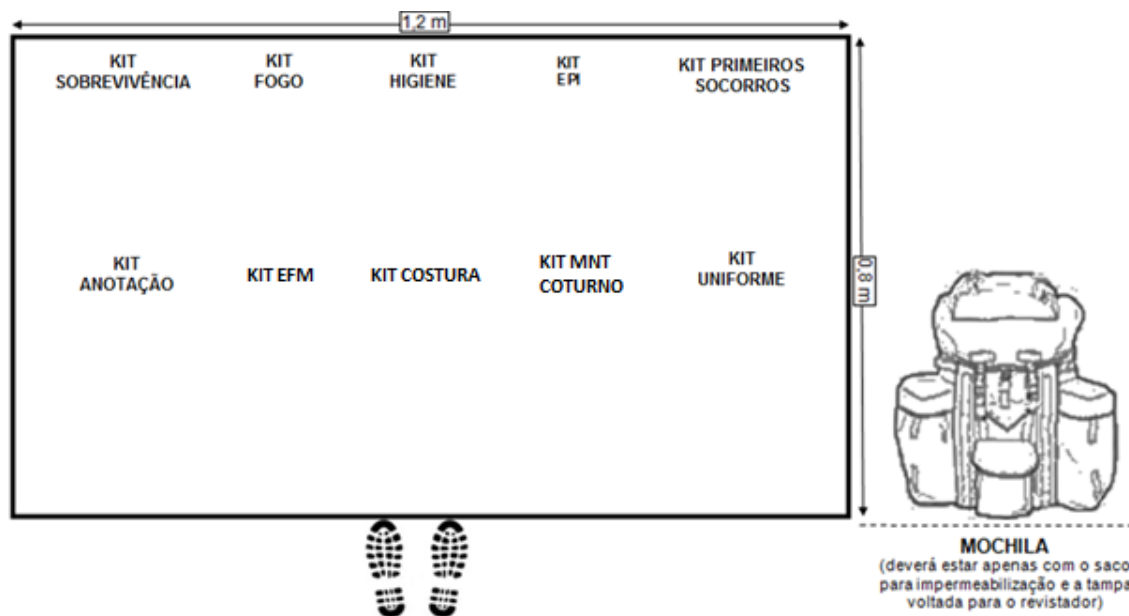 1,2 m
KIT
SOBREVIVÊNCIA
KIT
FOGO
KIT
HIGIENE
KIT
EPI
KIT PRIMEIROS
SOCORROS
KIT
ANOTAÇÃO
KIT EFM
KIT COSTURA
KIT MNT
COTURNO
KIT
UNIFORME
0,8 m
MOCHILA
(deverá estar apenas com o saco
para impermeabilização e a tampa
voltada para o revistador)